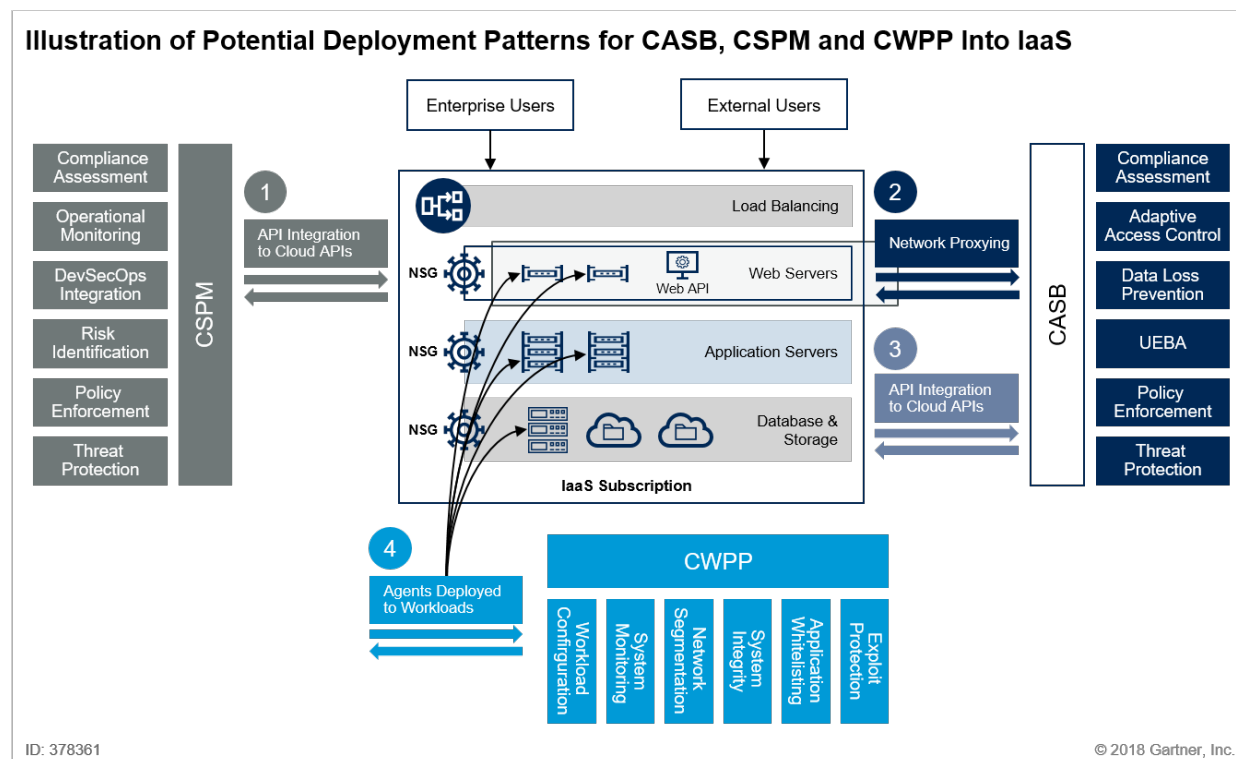 Illustration of Potential Deployment Patterns for CASB, CSPM and CWPP Into IaaS
Enterprise Users
External Users
Compliance
Assessment
Operational
Monitoring
DevSecOps
Integration
Risk
Identification
Policy
Enforcement
Threat
Protection
CSPM
1
API Integration
to Cloud APIs
Load Balancing
NSG
Web API
Web Servers
NSG
Application Servers
NSG
Database &
Storage
IaaS Subscription
2
Network Proxying
3
API Integration
to Cloud APIs
CASB
Compliance
Assessment
Adaptive
Access Control
Data Loss
Prevention
UEBA
Policy
Enforcement
Threat
Protection
4
Agents Deployed
to Workloads
CWPP
Workload
Confirguration
System
Monitoring
Network
Segmentation
System
Integrity
Application
Whitelisting
Exploit
Protection
ID: 378361
© 2018 Gartner, Inc.